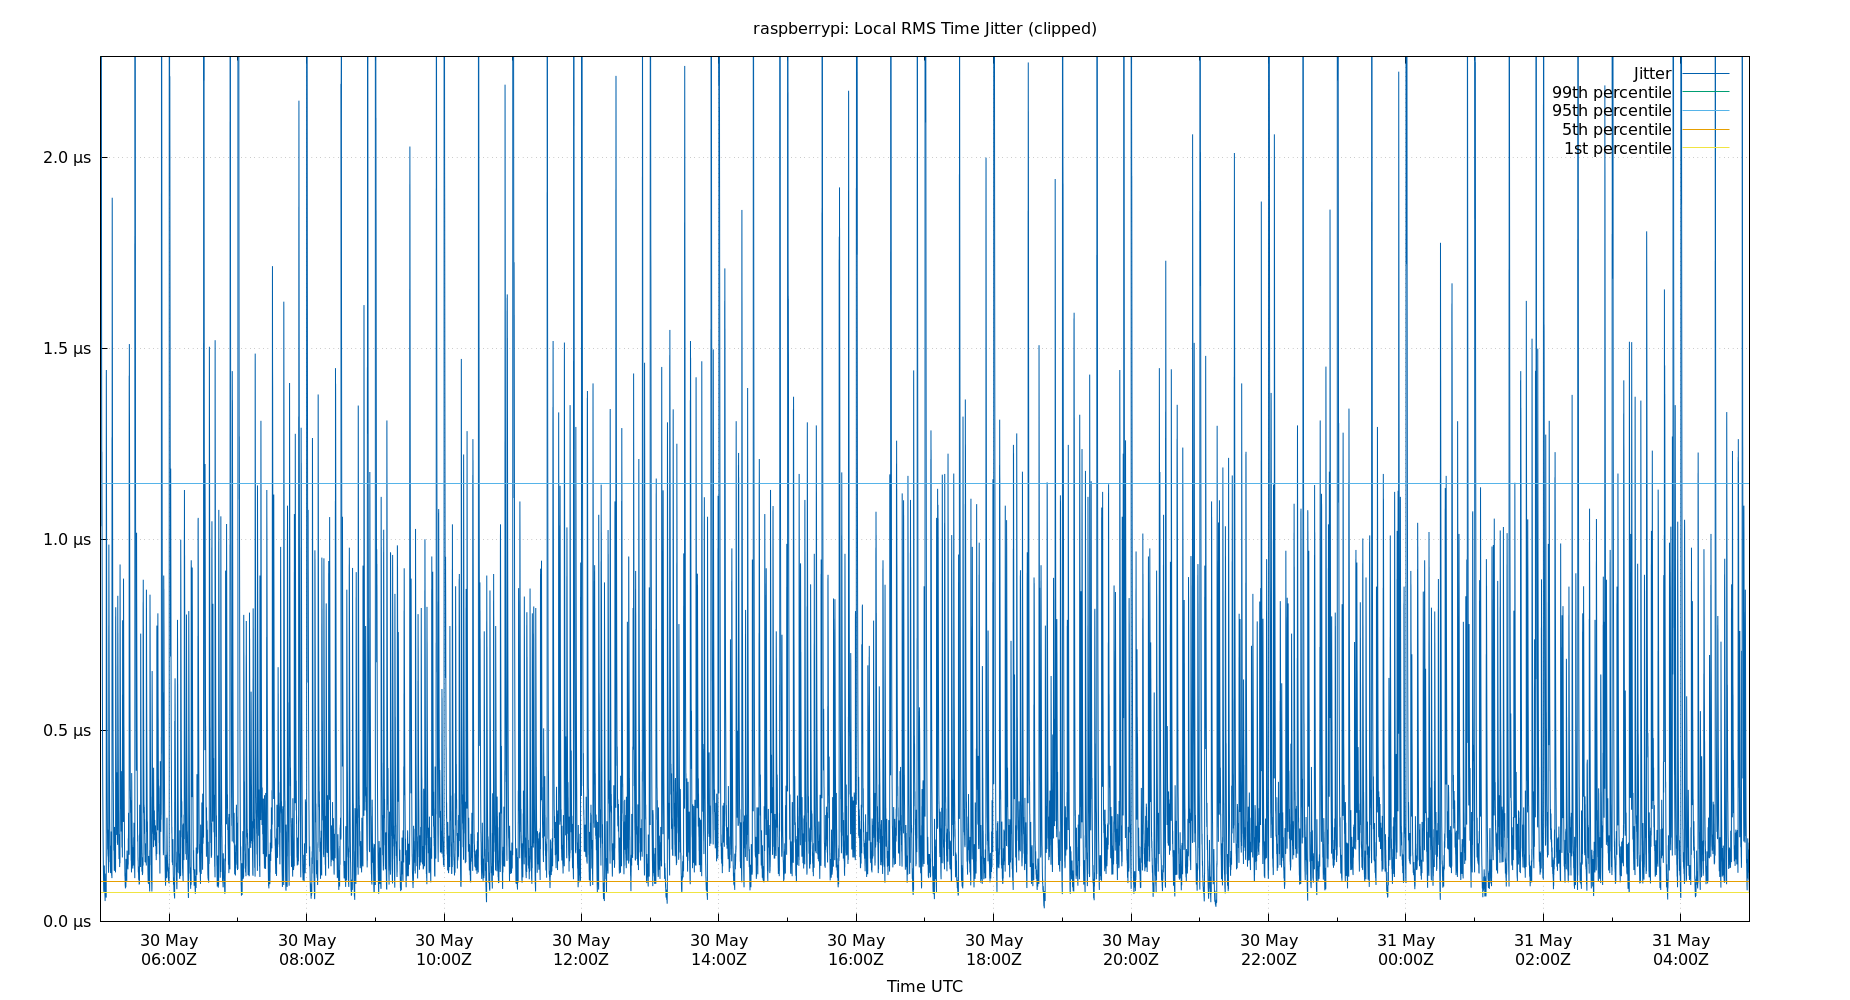 raspberrypi: Local RMS Time Jitter (clipped)
Jitter
99th percentile
95th percentile
5th percentile
1st percentile
2.0 µs
1.5 µs
1.0 µs
0.5 µs
0.0 µs
30 May 30 May 30 May 30 May 30 May 30 May 30 May 30 May 30 May 31 May 31 May 31 May
06:00Z 08:00Z 10:00Z 12:00Z 14:00Z 16:00Z 18:00Z 20:00Z 22:00Z 00:00Z 02:00Z 04:00Z
Time UTC